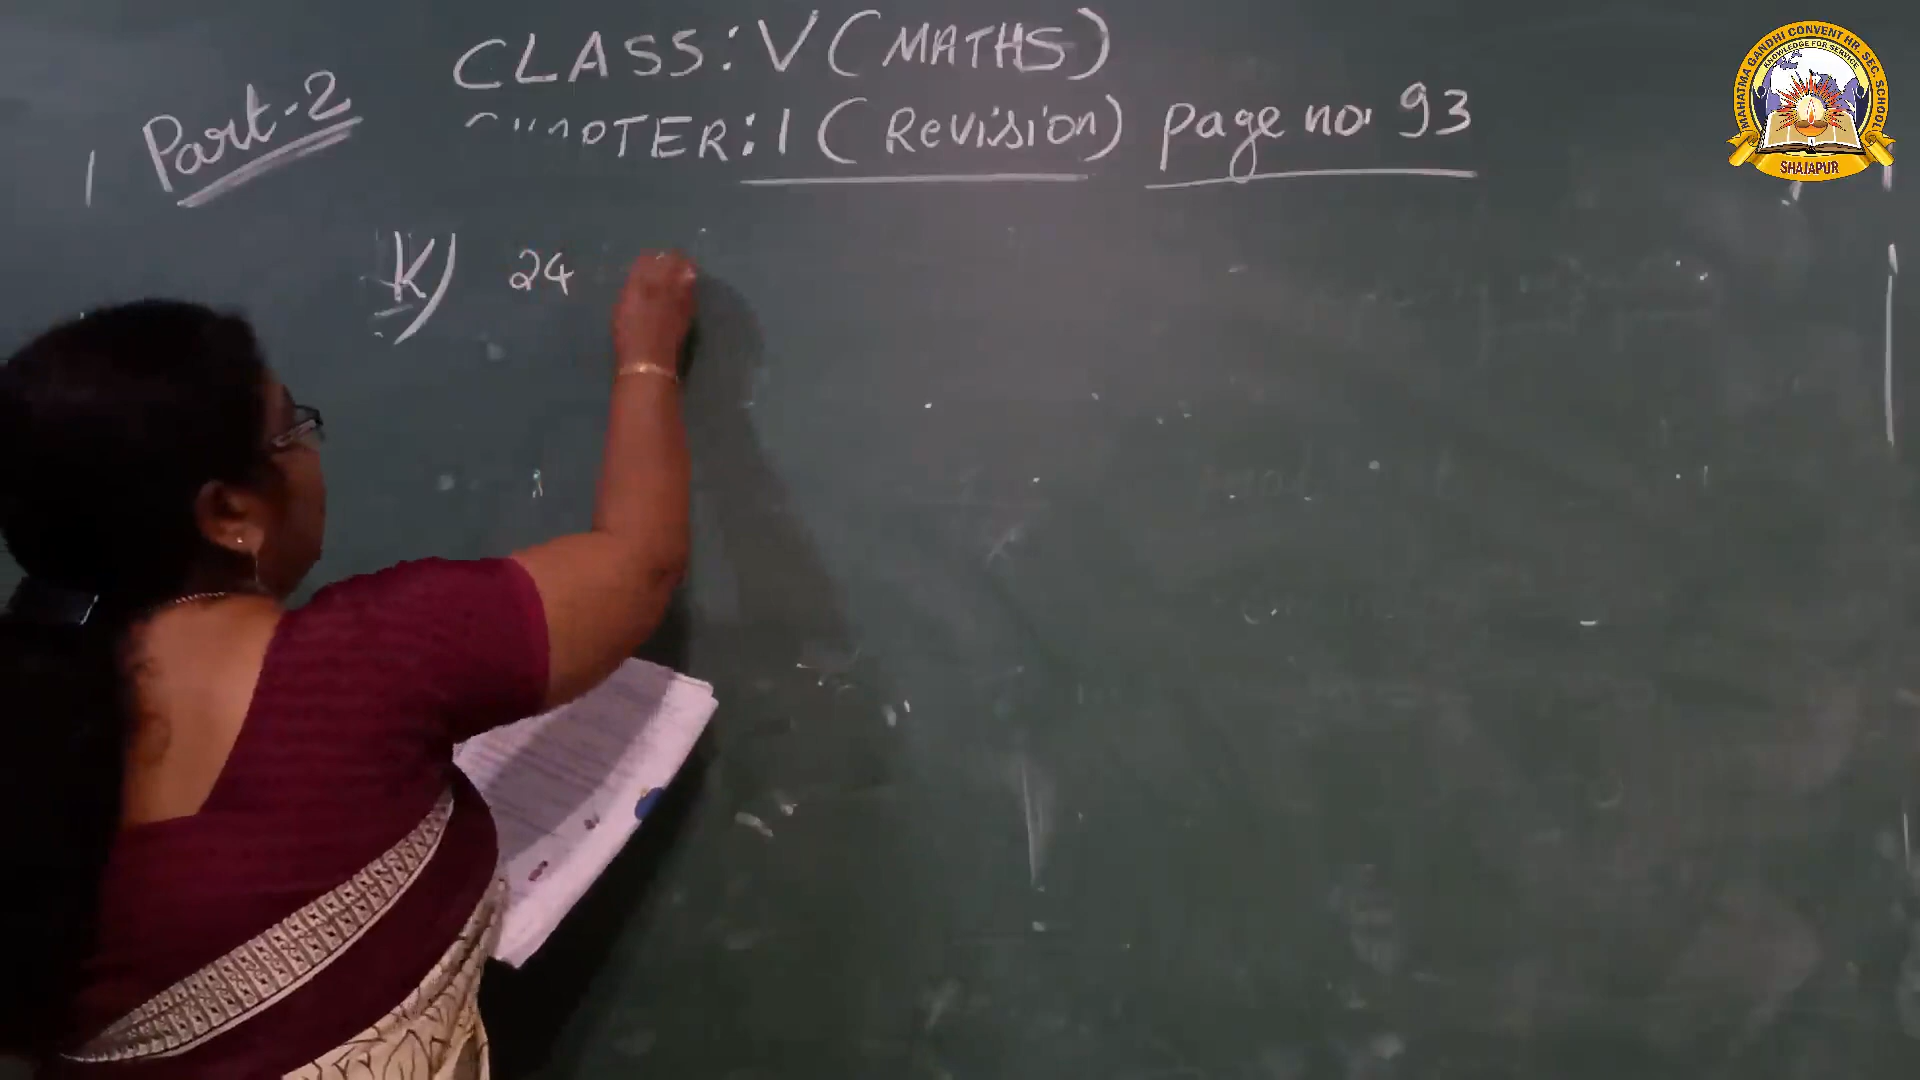 CLASS: V (MATHS)
Part-2
CHAPTER: 1 (Revision) page no. 93
K) 24
MAHATMA GANDHI CONVENT HR. SEC. SCHOOL
KNOWLEDGE FOR SERVICE
SHAJAPUR